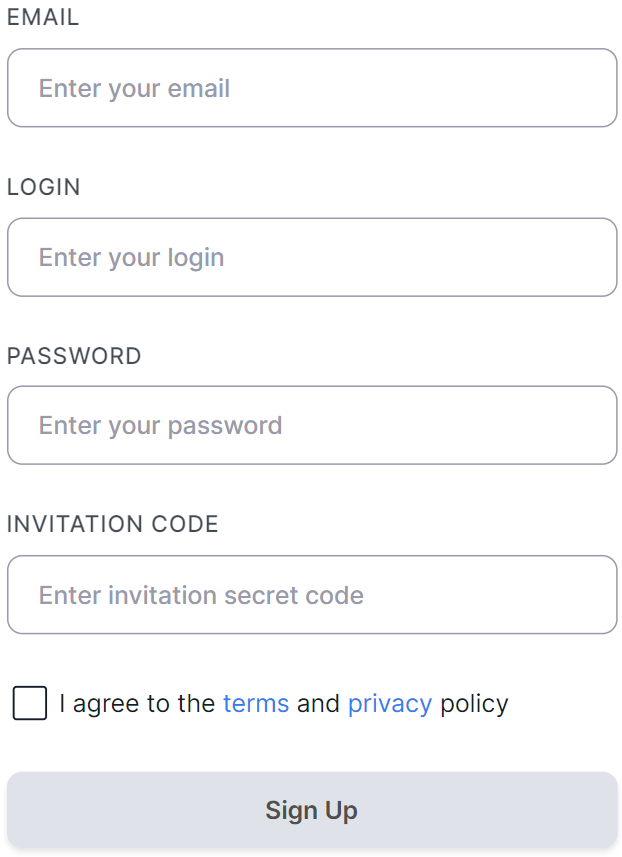 EMAIL
Enter your email
LOGIN
Enter your login
PASSWORD
Enter your password
INVITATION CODE
Enter invitation secret code
I agree to the terms and privacy policy
Sign Up